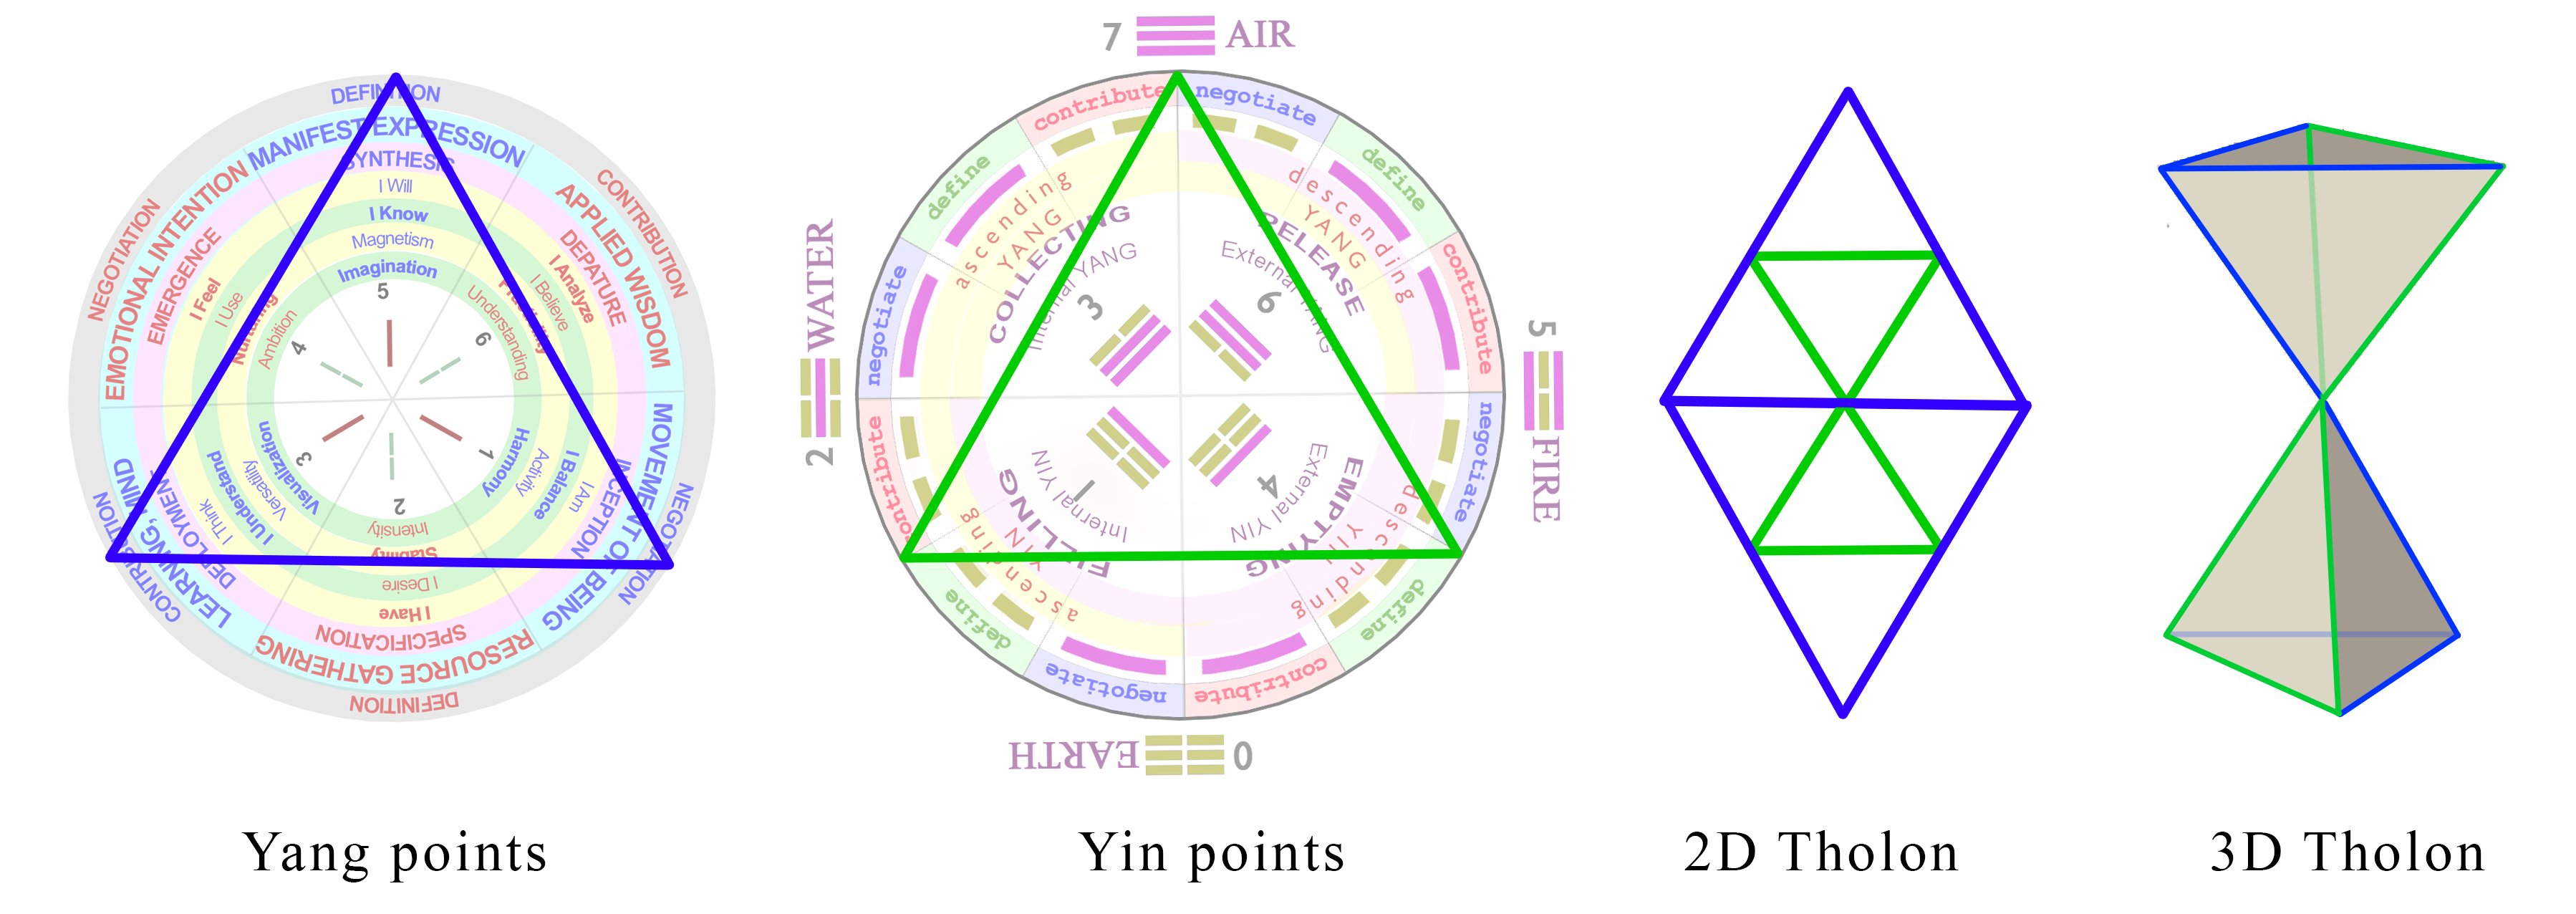 DEFINITION
MANIFEST EXPRESSION
SYNTHESIS
I Will
I Know
Magnetism
Imagination
5
CONTRIBUTION
APPLIED WISDOM
DEPATURE
I Analyze
I Believe
Understanding
6
NEGOTIATION
MOVEMENT OF BEING
INCEPTION
I Am
I Balance
Activity
Harmony
1
DEFINITION
RESOURCE GATHERING
SPECIFICATION
I Have
I Desire
Stability
Intensity
2
CONTRIBUTION
LEARNING, MIND
DEPLOYMENT
I Think
I Understand
Versatility
Visualization
3
NEGOTIATION
EMOTIONAL INTENTION
EMERGENCE
I Feel
I Use
Nurturing
Ambition
4
Yang points
7 AIR
5 FIRE
0 EARTH
2 WATER
negotiate
define
contribute
negotiate
define
contribute
negotiate
define
contribute
negotiate
define
contribute
descending
YANG
RELEASE
External YANG
6
descending
YIN
EMPTYING
External YIN
4
ascending
YIN
FILLING
Internal YIN
1
ascending
YANG
COLLECTING
Internal YANG
3
Yin points
2D Tholon
3D Tholon